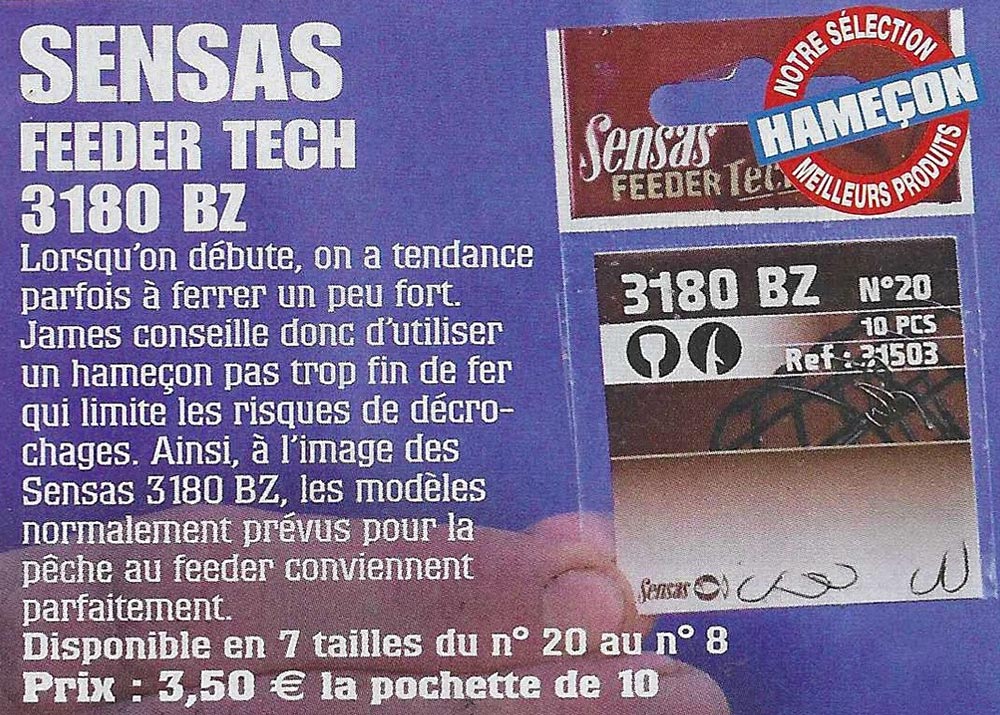 SENSAS
FEEDER TECH
3180 BZ
Lorsqu'on débute, on a tendance
parfois à ferrer un peu fort.
James conseille donc d'utiliser
un hameçon pas trop fin de fer
qui limite les risques de décro-
chages. Ainsi, à l'image des
Sensas 3180 BZ, les modèles
normalement prévus pour la
pêche au feeder conviennent
parfaitement.
Disponible en 7 tailles du n° 20 au n° 8
Prix : 3,50 € la pochette de 10
NOTRE SÉLECTION
HAMEÇON
MEILLEURS PRODUITS
Sensas
FEEDER Tec
3180 BZ N°20
10 PCS
Ref : 31503
Sensas